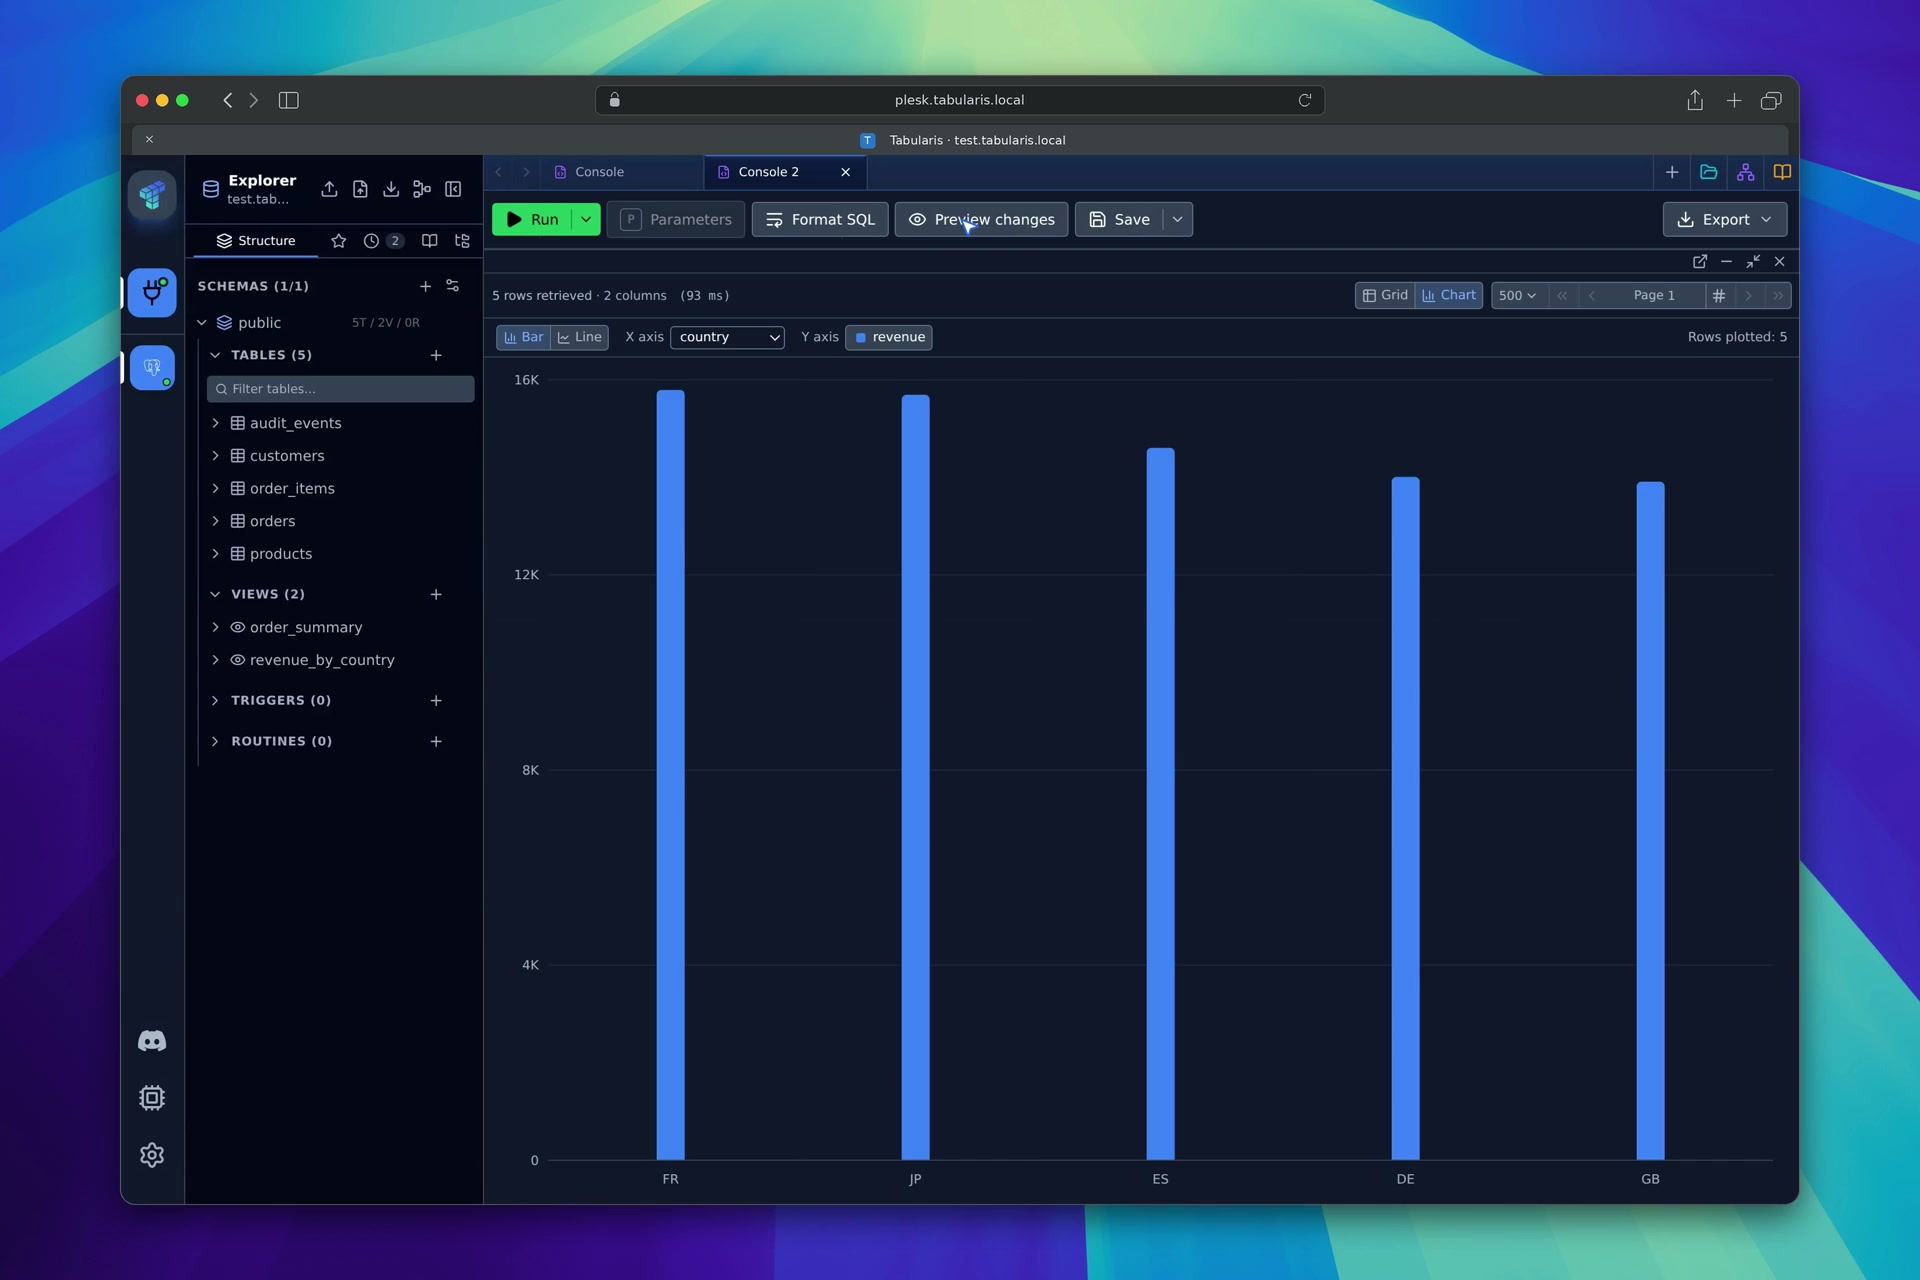 plesk.tabularis.local
T Tabularis · test.tabularis.local
Explorer
test.tab...
Console
Console 2
Run
P Parameters
Format SQL
Preview changes
Save
Export
Structure
2
SCHEMAS (1/1)
public 5T / 2V / 0R
TABLES (5)
Filter tables...
audit_events
customers
order_items
orders
products
VIEWS (2)
order_summary
revenue_by_country
TRIGGERS (0)
ROUTINES (0)
5 rows retrieved · 2 columns (93 ms)
Grid
Chart
500
Page 1
#
Bar
Line
X axis country
Y axis revenue
Rows plotted: 5
16K
12K
8K
4K
0
FR JP ES DE GB